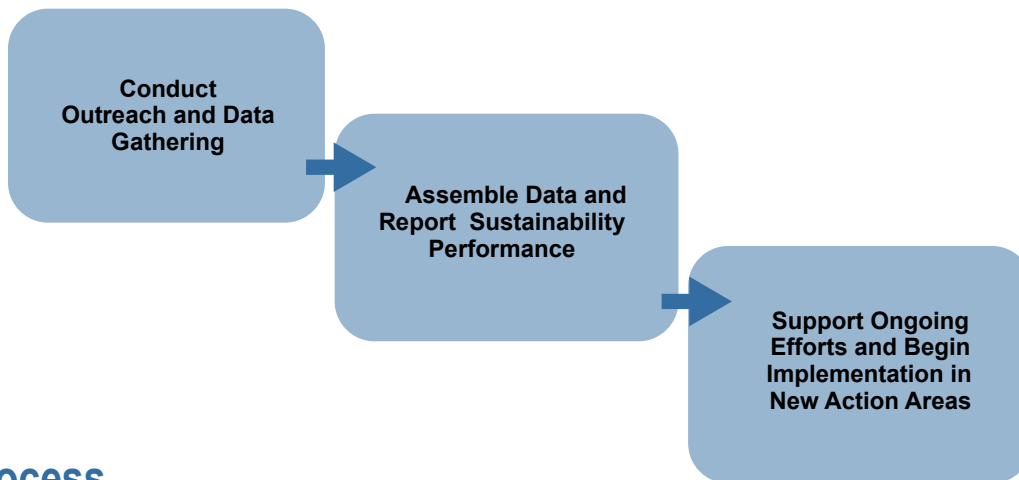 Conduct
Outreach and Data
Gathering
Assemble Data and
Report Sustainability
Performance
Support Ongoing
Efforts and Begin
Implementation in
New Action Areas